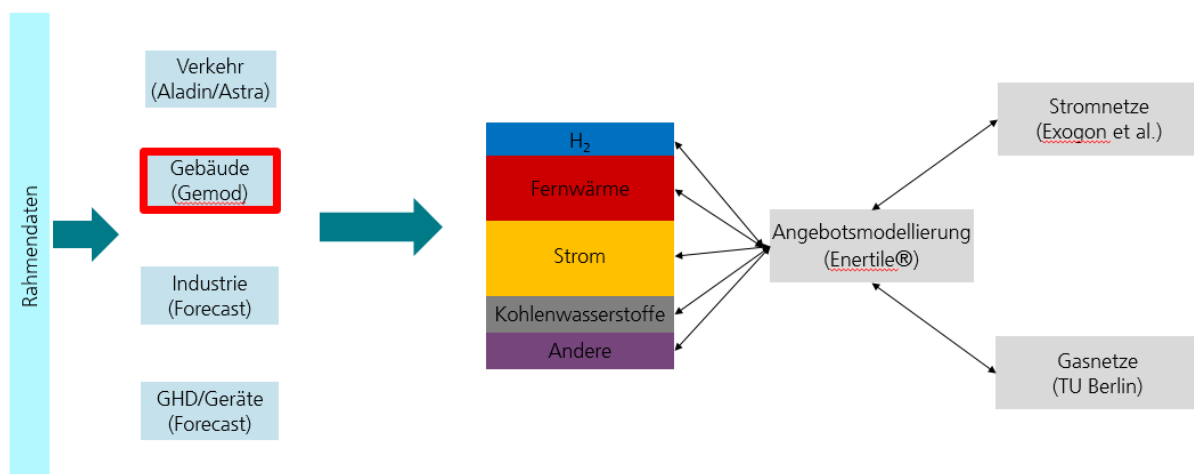 Rahmendaten
Verkehr
(Aladin/Astra)
Gebäude
(Gemod)
Industrie
(Forecast)
GHD/Geräte
(Forecast)
H₂
Fernwärme
Strom
Kohlenwasserstoffe
Andere
Angebotsmodellierung
(Enertile®)
Stromnetze
(Exogon et al.)
Gasnetze
(TU Berlin)